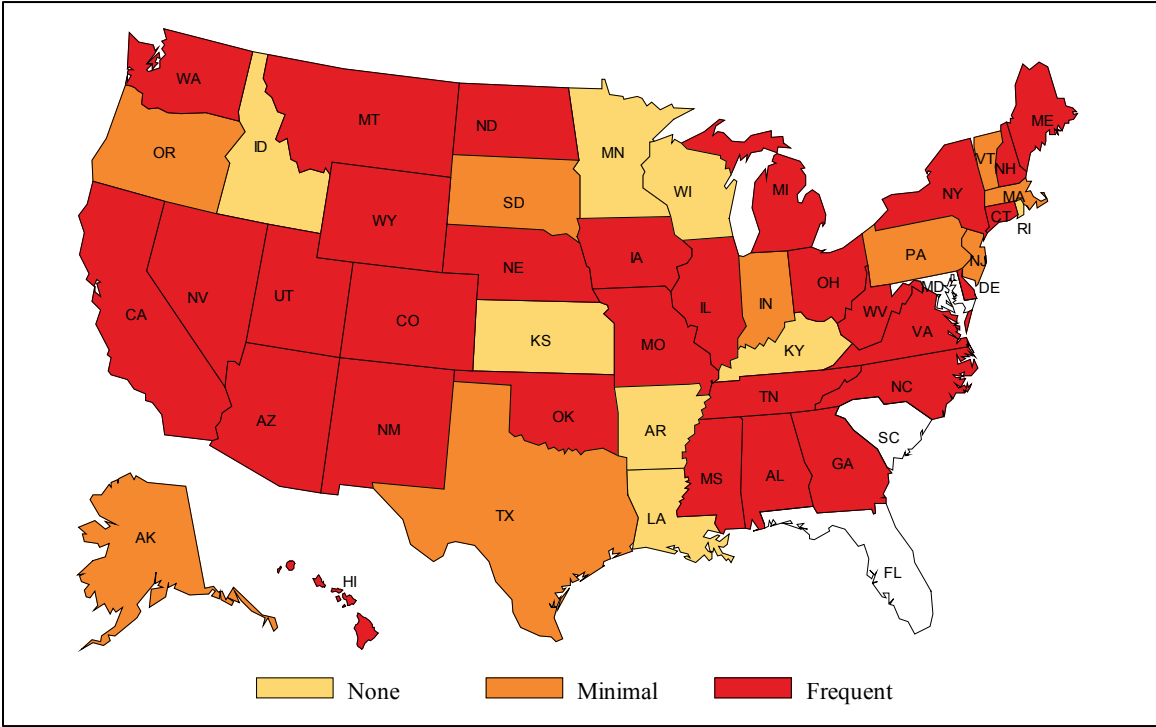 WA
MT
ND
MN
ME
OR
ID
VT
NH
WI
MI
NY
SD
MA
WY
CT
RI
IA
PA
NE
NJ
OH
MD
DE
NV
UT
IL
IN
WV
CA
CO
VA
KS
MO
KY
NC
TN
OK
AZ
NM
AR
SC
GA
MS
AL
TX
LA
AK
FL
HI
None
Minimal
Frequent